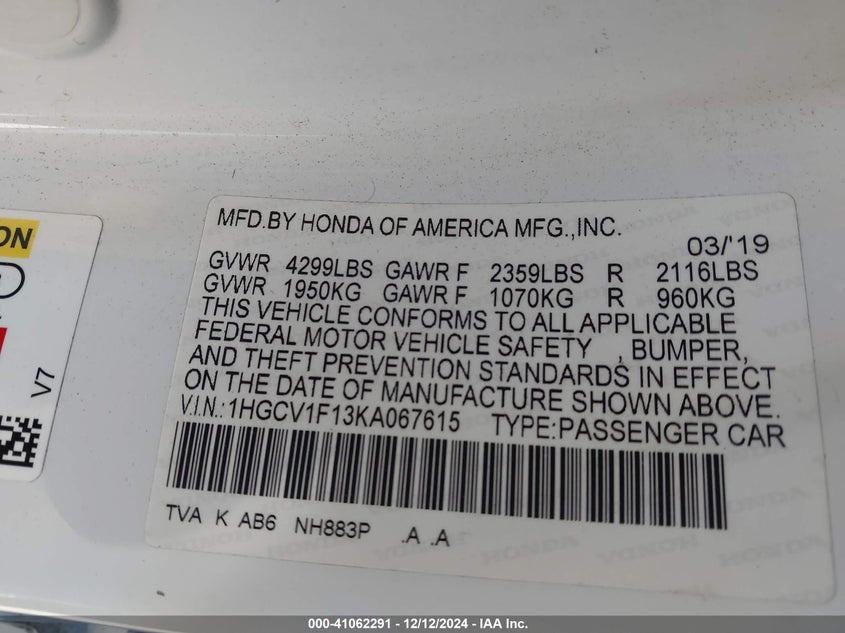 ON
V7
MFD.BY HONDA OF AMERICA MFG.,INC.
03/'19
GVWR 4299LBS GAWR F 2359LBS R 2116LBS
GVWR 1950KG GAWR F 1070KG R 960KG
THIS VEHICLE CONFORMS TO ALL APPLICABLE
FEDERAL MOTOR VEHICLE SAFETY , BUMPER,
AND THEFT PREVENTION STANDARDS IN EFFECT
ON THE DATE OF MANUFACTURE SHOWN ABOVE.
V.I.N.:1HGCV1F13KA067615 TYPE:PASSENGER CAR
TVA K AB6 NH883P .A .A
000-41062291 - 12/12/2024 - IAA Inc.